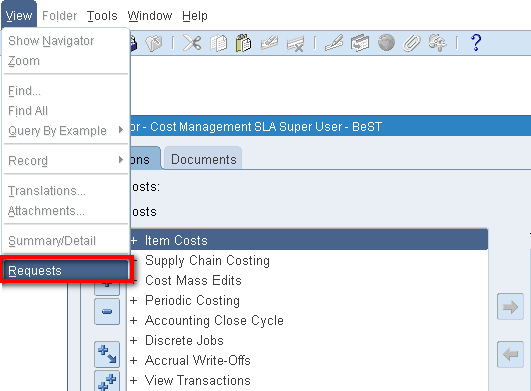 View Folder Tools Window Help
Show Navigator
Zoom
Find...
Find All
Query By Example
Record
Translations...
Attachments...
Summary/Detail
Requests
or - Cost Management SLA Super User - BeST
ons Documents
osts:
osts
+ Item Costs
+ Supply Chain Costing
+ Cost Mass Edits
+ Periodic Costing
+ Accounting Close Cycle
+ Discrete Jobs
+ Accrual Write-Offs
+ View Transactions